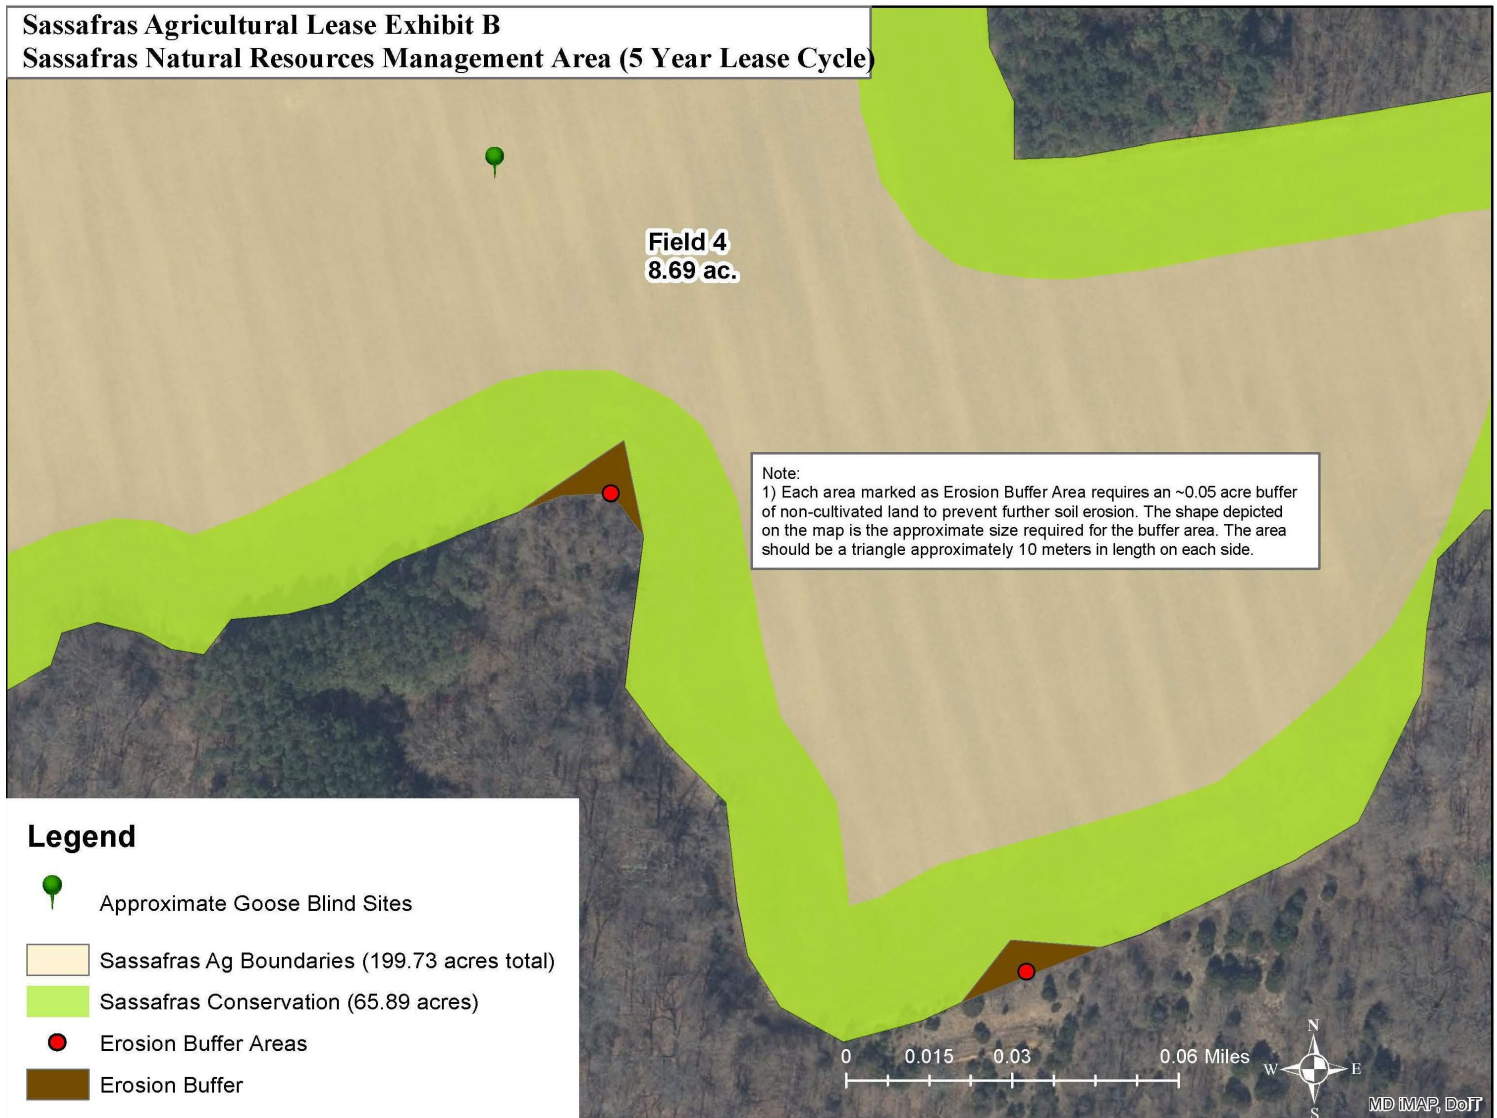 Sassafras Agricultural Lease Exhibit B
Sassafras Natural Resources Management Area (5 Year Lease Cycle)
Field 4
8.69 ac.
Note:
1) Each area marked as Erosion Buffer Area requires an ~0.05 acre buffer
of non-cultivated land to prevent further soil erosion. The shape depicted
on the map is the approximate size required for the buffer area. The area
should be a triangle approximately 10 meters in length on each side.
Legend
Approximate Goose Blind Sites
Sassafras Ag Boundaries (199.73 acres total)
Sassafras Conservation (65.89 acres)
Erosion Buffer Areas
Erosion Buffer
0 0.015 0.03 0.06 Miles
N
W E
S
MD iMAP, DoIT